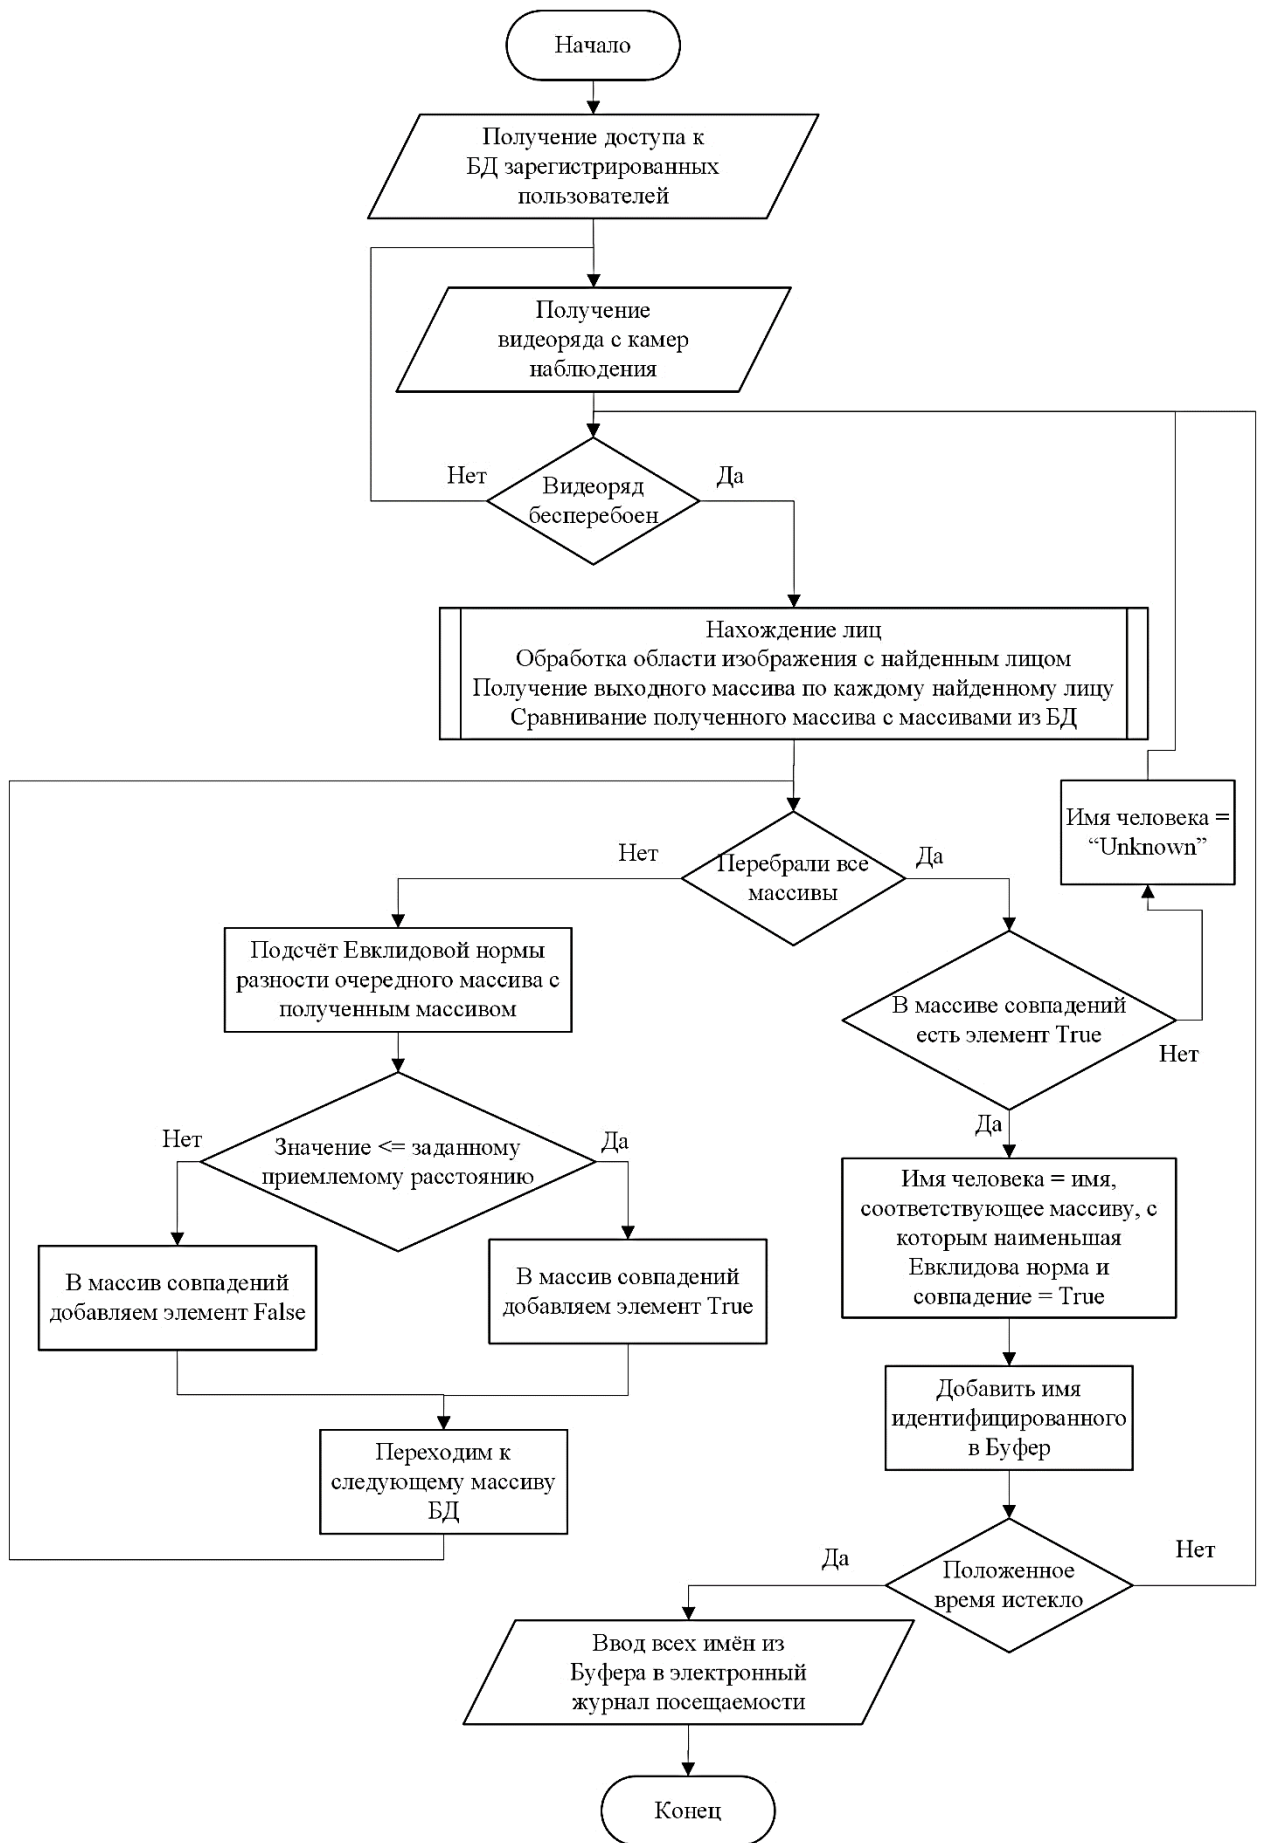 Начало
Получение доступа к
БД зарегистрированных
пользователей
Получение
видеоряда с камер
наблюдения
Нет
Да
Видеоряд
бесперебоен
Нахождение лиц
Обработка области изображения с найденным лицом
Получение выходного массива по каждому найденному лицу
Сравнивание полученного массива с массивами из БД
Имя человека =
“Unknown”
Нет
Да
Перебрали все
массивы
Подсчёт Евклидовой нормы
разности очередного массива с
полученным массивом
В массиве совпадений
есть элемент True
Нет
Да
Нет
Да
Значение <= заданному
приемлемому расстоянию
Имя человека = имя,
соответствующее массиву, с
которым наименьшая
Евклидова норма и
совпадение = True
В массив совпадений
добавляем элемент False
В массив совпадений
добавляем элемент True
Добавить имя
идентифицированного
в Буфер
Переходим к
следующему массиву
БД
Да
Нет
Положенное
время истекло
Ввод всех имён из
Буфера в электронный
журнал посещаемости
Конец